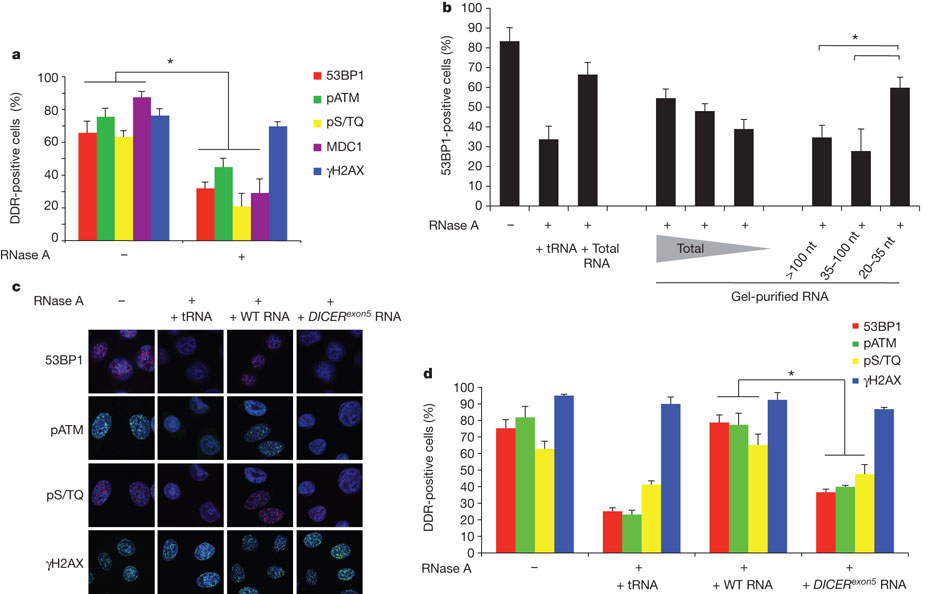 a
DDR-positive cells (%)
100
80
60
40
20
0
*
53BP1
pATM
pS/TQ
MDC1
γH2AX
RNase A
– +
b
53BP1-positive cells (%)
100
90
80
70
60
50
40
30
20
10
0
*
RNase A – + + + + + + + +
+ tRNA + Total RNA
Total
>100 nt
35–100 nt
20–35 nt
Gel-purified RNA
c
RNase A – + + +
+ tRNA + WT RNA + DICERexon5 RNA
53BP1
pATM
pS/TQ
γH2AX
d
53BP1
pATM
pS/TQ
γH2AX
DDR-positive cells (%)
100
90
80
70
60
50
40
30
20
10
0
*
RNase A – + + +
+ tRNA + WT RNA + DICERexon5 RNA